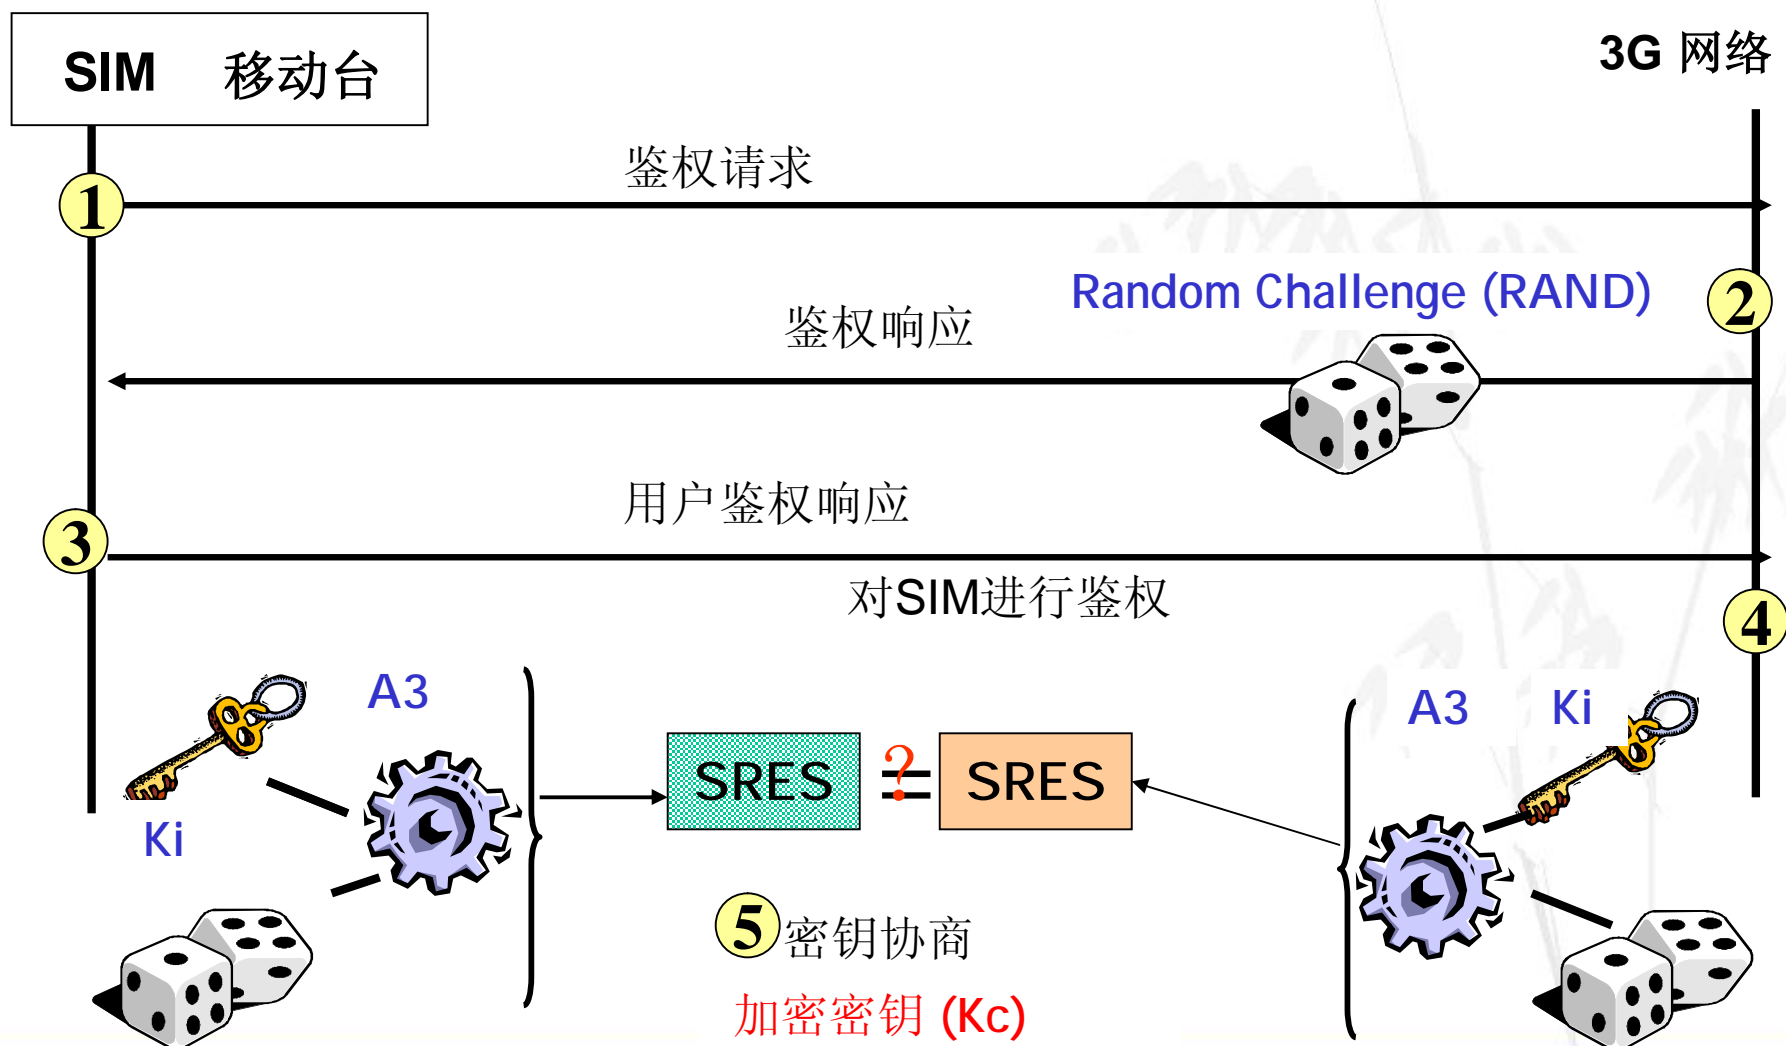 SIM 移动台
3G 网络
鉴权请求
1
Random Challenge (RAND)
2
鉴权响应
用户鉴权响应
3
对SIM进行鉴权
4
A3
A3 Ki
SRES ? = SRES
Ki
5 密钥协商
加密密钥 (Kc)